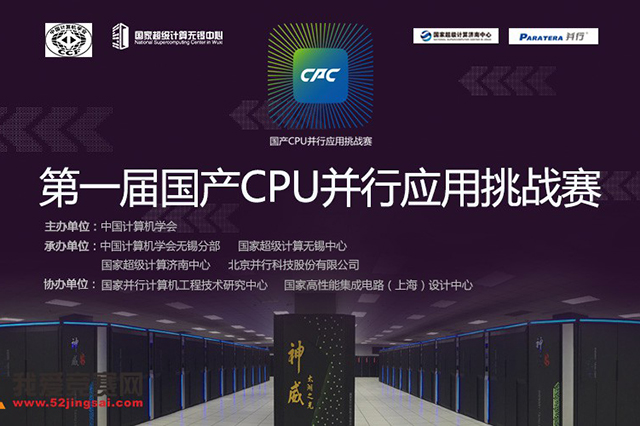 中国计算机学会
CCF
国家超级计算无锡中心
National Supercomputing Center in Wuxi
国家超级计算济南中心
PARATERA 并行
CPC
国产CPU并行应用挑战赛
第一届国产CPU并行应用挑战赛
主办单位：中国计算机学会
承办单位：中国计算机学会无锡分部 国家超级计算无锡中心
国家超级计算济南中心 北京并行科技股份有限公司
协办单位：国家并行计算机工程技术研究中心 国家高性能集成电路（上海）设计中心
神威
太湖之光
神威
我爱竞赛网
www.52jingsai.com